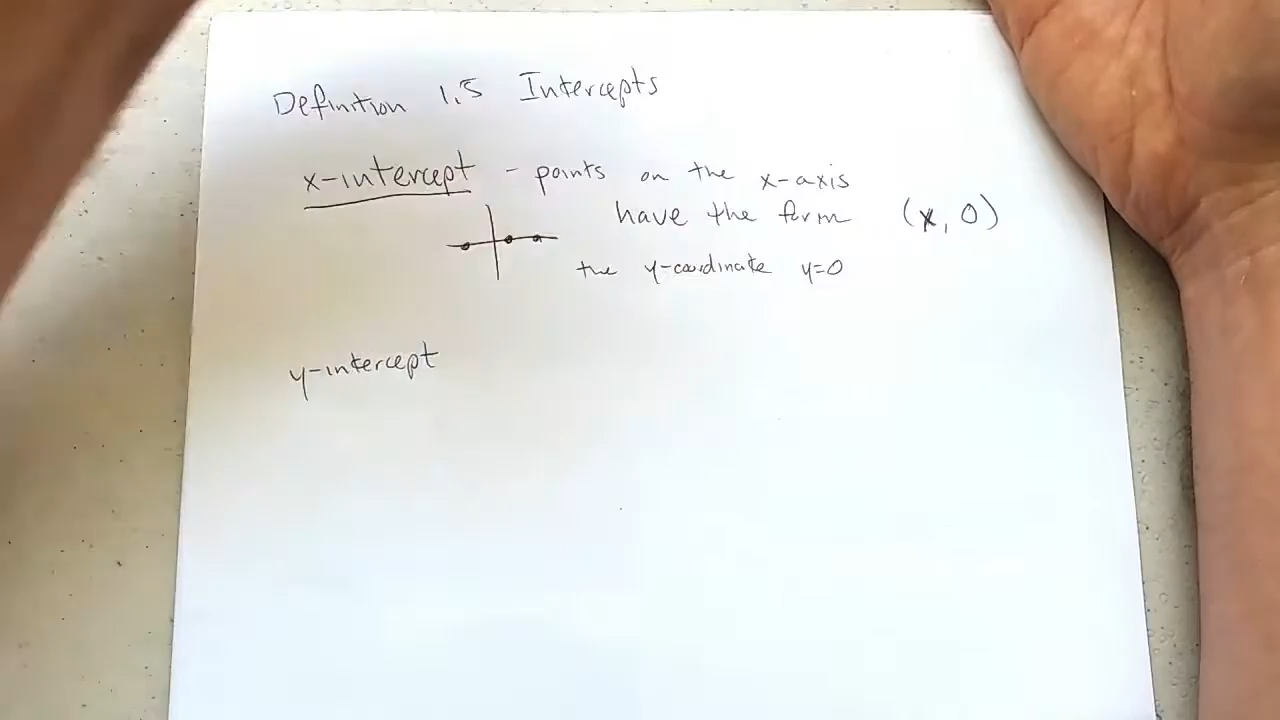 Definition 1.5 Intercepts
x-intercept - points on the x-axis
have the form (x, 0)
the y-coordinate y=0
y-intercept